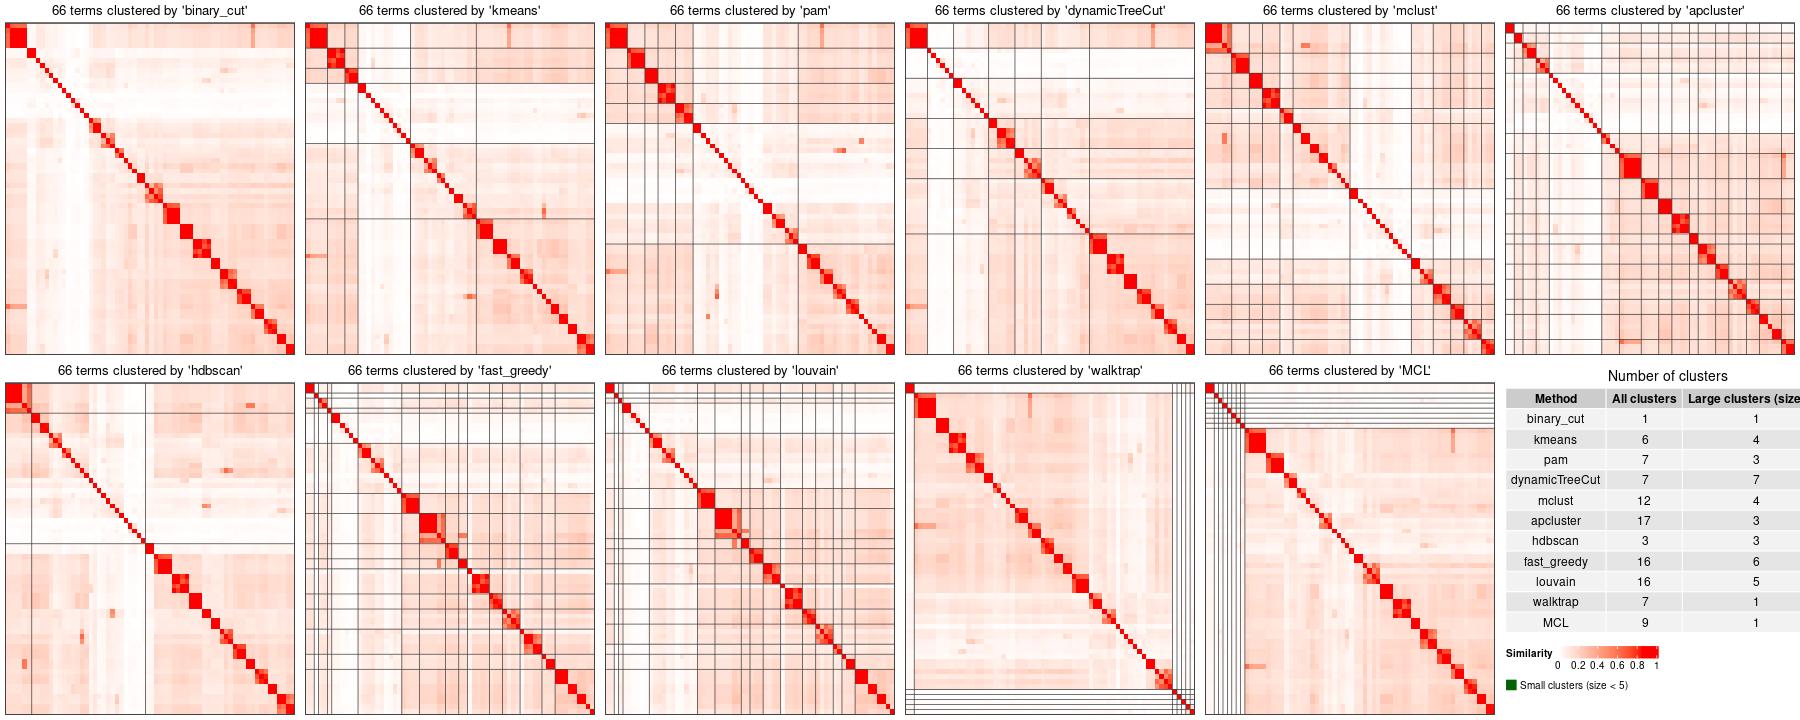 66 terms clustered by 'binary_cut'
66 terms clustered by 'kmeans'
66 terms clustered by 'pam'
66 terms clustered by 'dynamicTreeCut'
66 terms clustered by 'mclust'
66 terms clustered by 'apcluster'
66 terms clustered by 'hdbscan'
66 terms clustered by 'fast_greedy'
66 terms clustered by 'louvain'
66 terms clustered by 'walktrap'
66 terms clustered by 'MCL'
Number of clusters
Method All clusters Large clusters (size
binary_cut 1 1
kmeans 6 4
pam 7 3
dynamicTreeCut 7 7
mclust 12 4
apcluster 17 3
hdbscan 3 3
fast_greedy 16 6
louvain 16 5
walktrap 7 1
MCL 9 1
Similarity
0 0.2 0.4 0.6 0.8 1
Small clusters (size < 5)